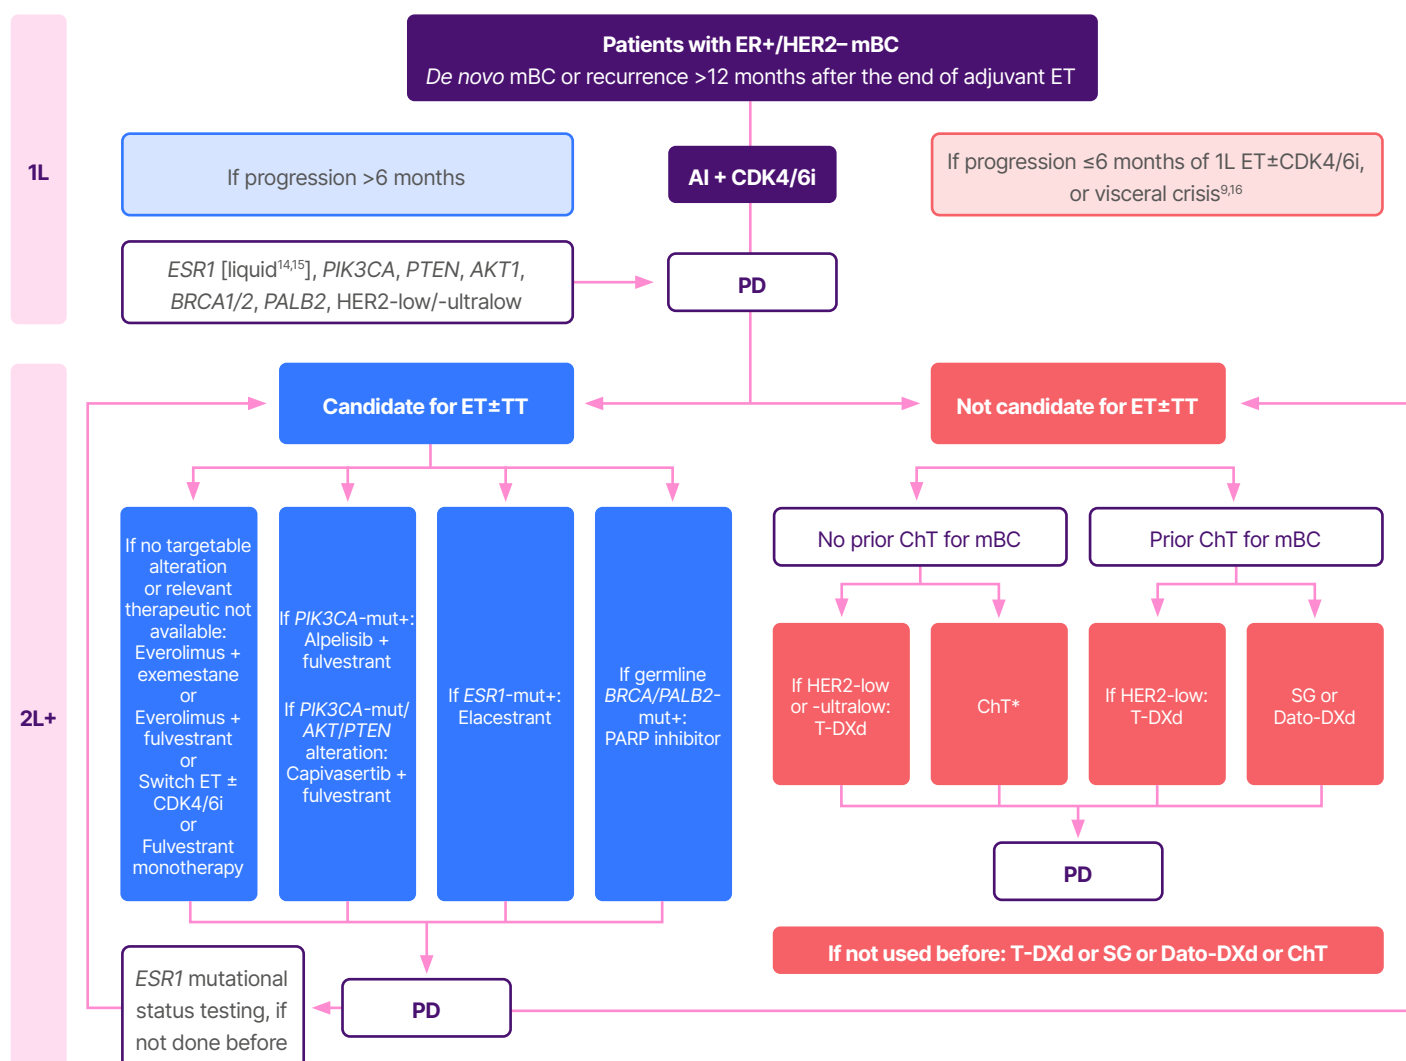 Patients with ER+/HER2– mBC
De novo mBC or recurrence >12 months after the end of adjuvant ET
1L
If progression >6 months
AI + CDK4/6i
If progression ≤6 months of 1L ET±CDK4/6i,
or visceral crisis9,16
ESR1 [liquid14,15], PIK3CA, PTEN, AKT1,
BRCA1/2, PALB2, HER2-low/-ultralow
PD
2L+
Candidate for ET±TT
Not candidate for ET±TT
If no targetable
alteration
or relevant
therapeutic not
available:
Everolimus +
exemestane
or
Everolimus +
fulvestrant
or
Switch ET ±
CDK4/6i
or
Fulvestrant
monotherapy
If PIK3CA-mut+:
Alpelisib +
fulvestrant
If PIK3CA-mut/
AKT/PTEN
alteration:
Capivasertib +
fulvestrant
If ESR1-mut+:
Elacestrant
If germline
BRCA/PALB2-
mut+:
PARP inhibitor
No prior ChT for mBC
Prior ChT for mBC
If HER2-low
or -ultralow:
T-DXd
ChT*
If HER2-low:
T-DXd
SG or
Dato-DXd
PD
If not used before: T-DXd or SG or Dato-DXd or ChT
ESR1 mutational
status testing, if
not done before
PD